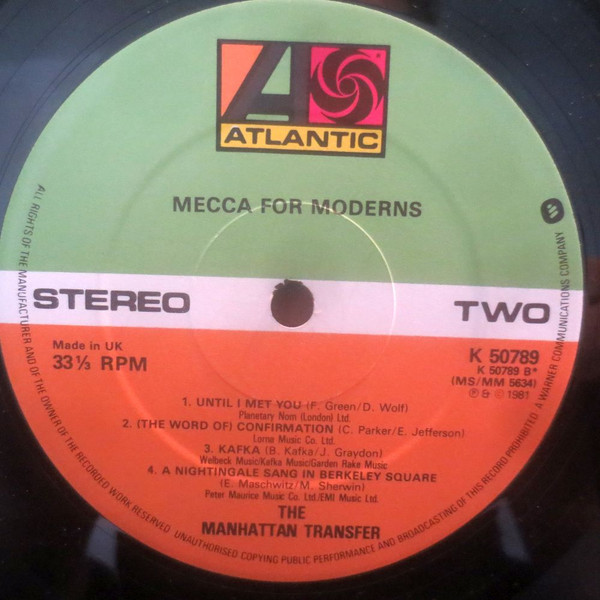 ATLANTIC
MECCA FOR MODERNS
STEREO
TWO
Made in UK
33⅓ RPM
K 50789
K 50789 B*
(MS/MM 5634)
℗ & © 1981
1. UNTIL I MET YOU (F. Green/D. Wolf)
Planetary Nom (London) Ltd.
2. (THE WORD OF) CONFIRMATION (C. Parker/E. Jefferson)
Lorna Music Co. Ltd.
3. KAFKA (B. Kafka/J. Graydon)
Welbeck Music/Kafka Music/Garden Rake Music
4. A NIGHTINGALE SANG IN BERKELEY SQUARE
(E. Maschwitz/M. Sherwin)
Peter Maurice Music Co. Ltd/EMI Music Ltd.
THE
MANHATTAN TRANSFER
ALL RIGHTS OF THE MANUFACTURER AND OF THE OWNER OF THE RECORDED WORK RESERVED UNAUTHORISED COPYING PUBLIC PERFORMANCE AND BROADCASTING OF THIS RECORD PROHIBITED A WARNER COMMUNICATIONS COMPANY